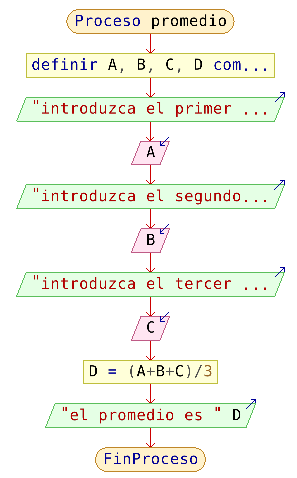 Proceso promedio
definir A, B, C, D com...
"introduzca el primer ...
A
"introduzca el segundo...
B
"introduzca el tercer ...
C
D = (A+B+C)/3
"el promedio es " D
FinProceso